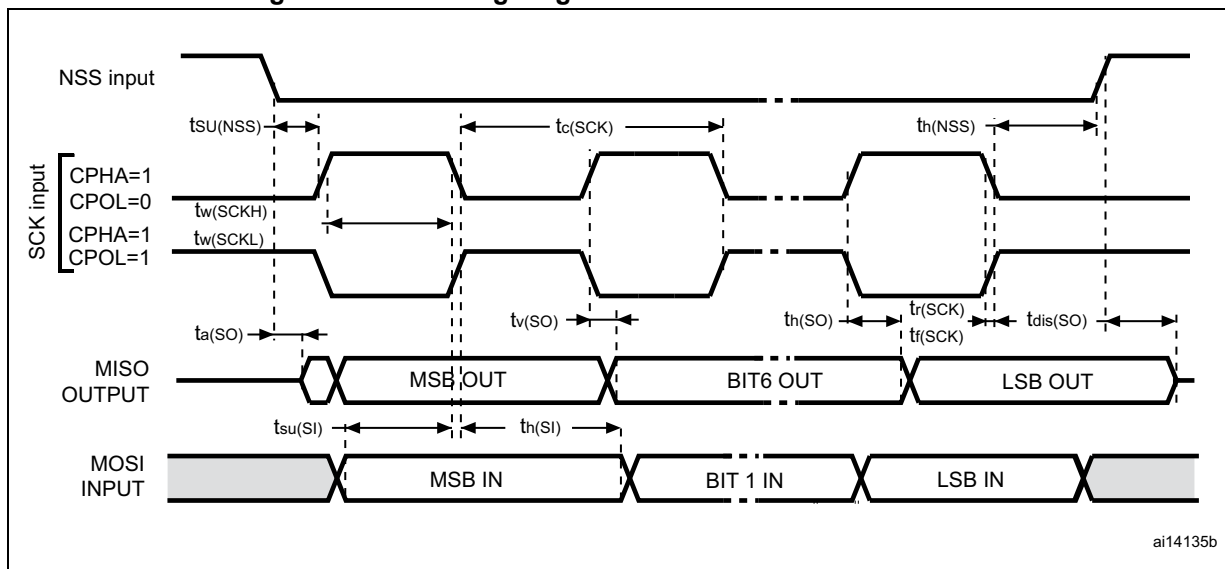 NSS input
tSU(NSS)
tc(SCK)
th(NSS)
SCK input
CPHA=1
CPOL=0
tw(SCKH)
CPHA=1
tw(SCKL)
CPOL=1
ta(SO)
tv(SO)
th(SO)
tr(SCK)
tf(SCK)
tdis(SO)
MISO
OUTPUT
MSB OUT
BIT6 OUT
LSB OUT
tsu(SI)
th(SI)
MOSI
INPUT
MSB IN
BIT 1 IN
LSB IN
ai14135b